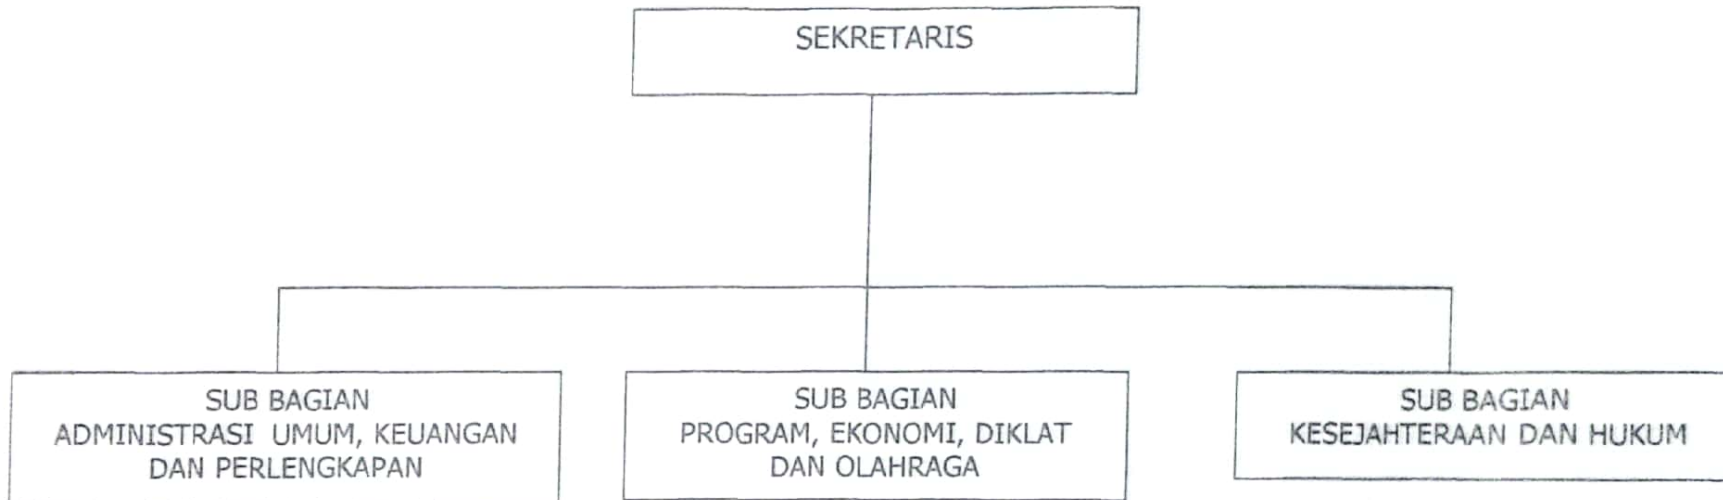 SEKRETARIS
SUB BAGIAN
ADMINISTRASI UMUM, KEUANGAN
DAN PERLENGKAPAN
SUB BAGIAN
PROGRAM, EKONOMI, DIKLAT
DAN OLAHRAGA
SUB BAGIAN
KESEJAHTERAAN DAN HUKUM